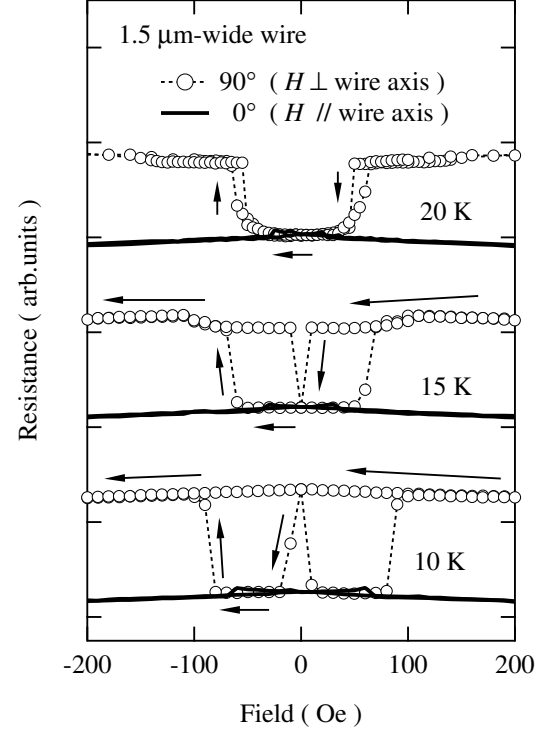 1.5 μm-wide wire
90° ( H ⊥ wire axis )
0° ( H // wire axis )
20 K
15 K
10 K
Resistance ( arb.units )
-200 -100 0 100 200
Field ( Oe )